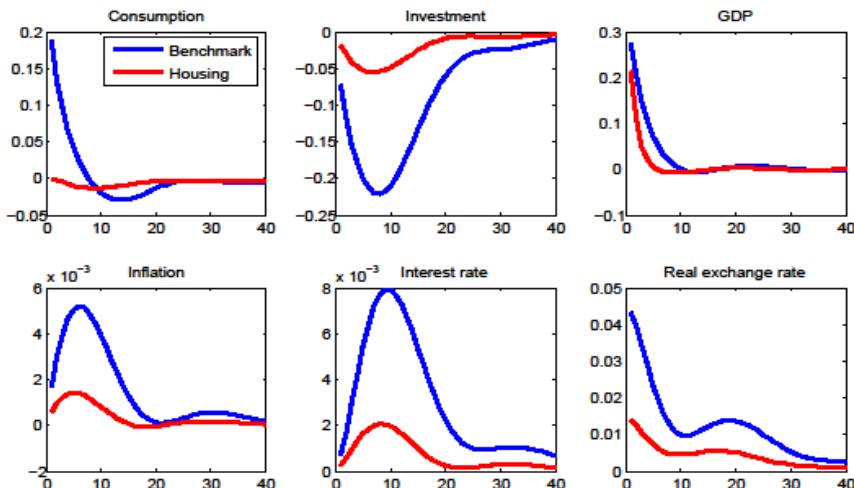 Consumption
Investment
GDP
0.2
0.15
0.1
0.05
0
−0.05
0 10 20 30 40
Benchmark
Housing
0
−0.05
−0.1
−0.15
−0.2
−0.25
0 10 20 30 40
0.3
0.2
0.1
0
−0.1
0 10 20 30 40
Inflation
Interest rate
Real exchange rate
x 10⁻³
6
4
2
0
−2
0 10 20 30 40
x 10⁻³
8
6
4
2
0
0 10 20 30 40
0.05
0.04
0.03
0.02
0.01
0
0 10 20 30 40